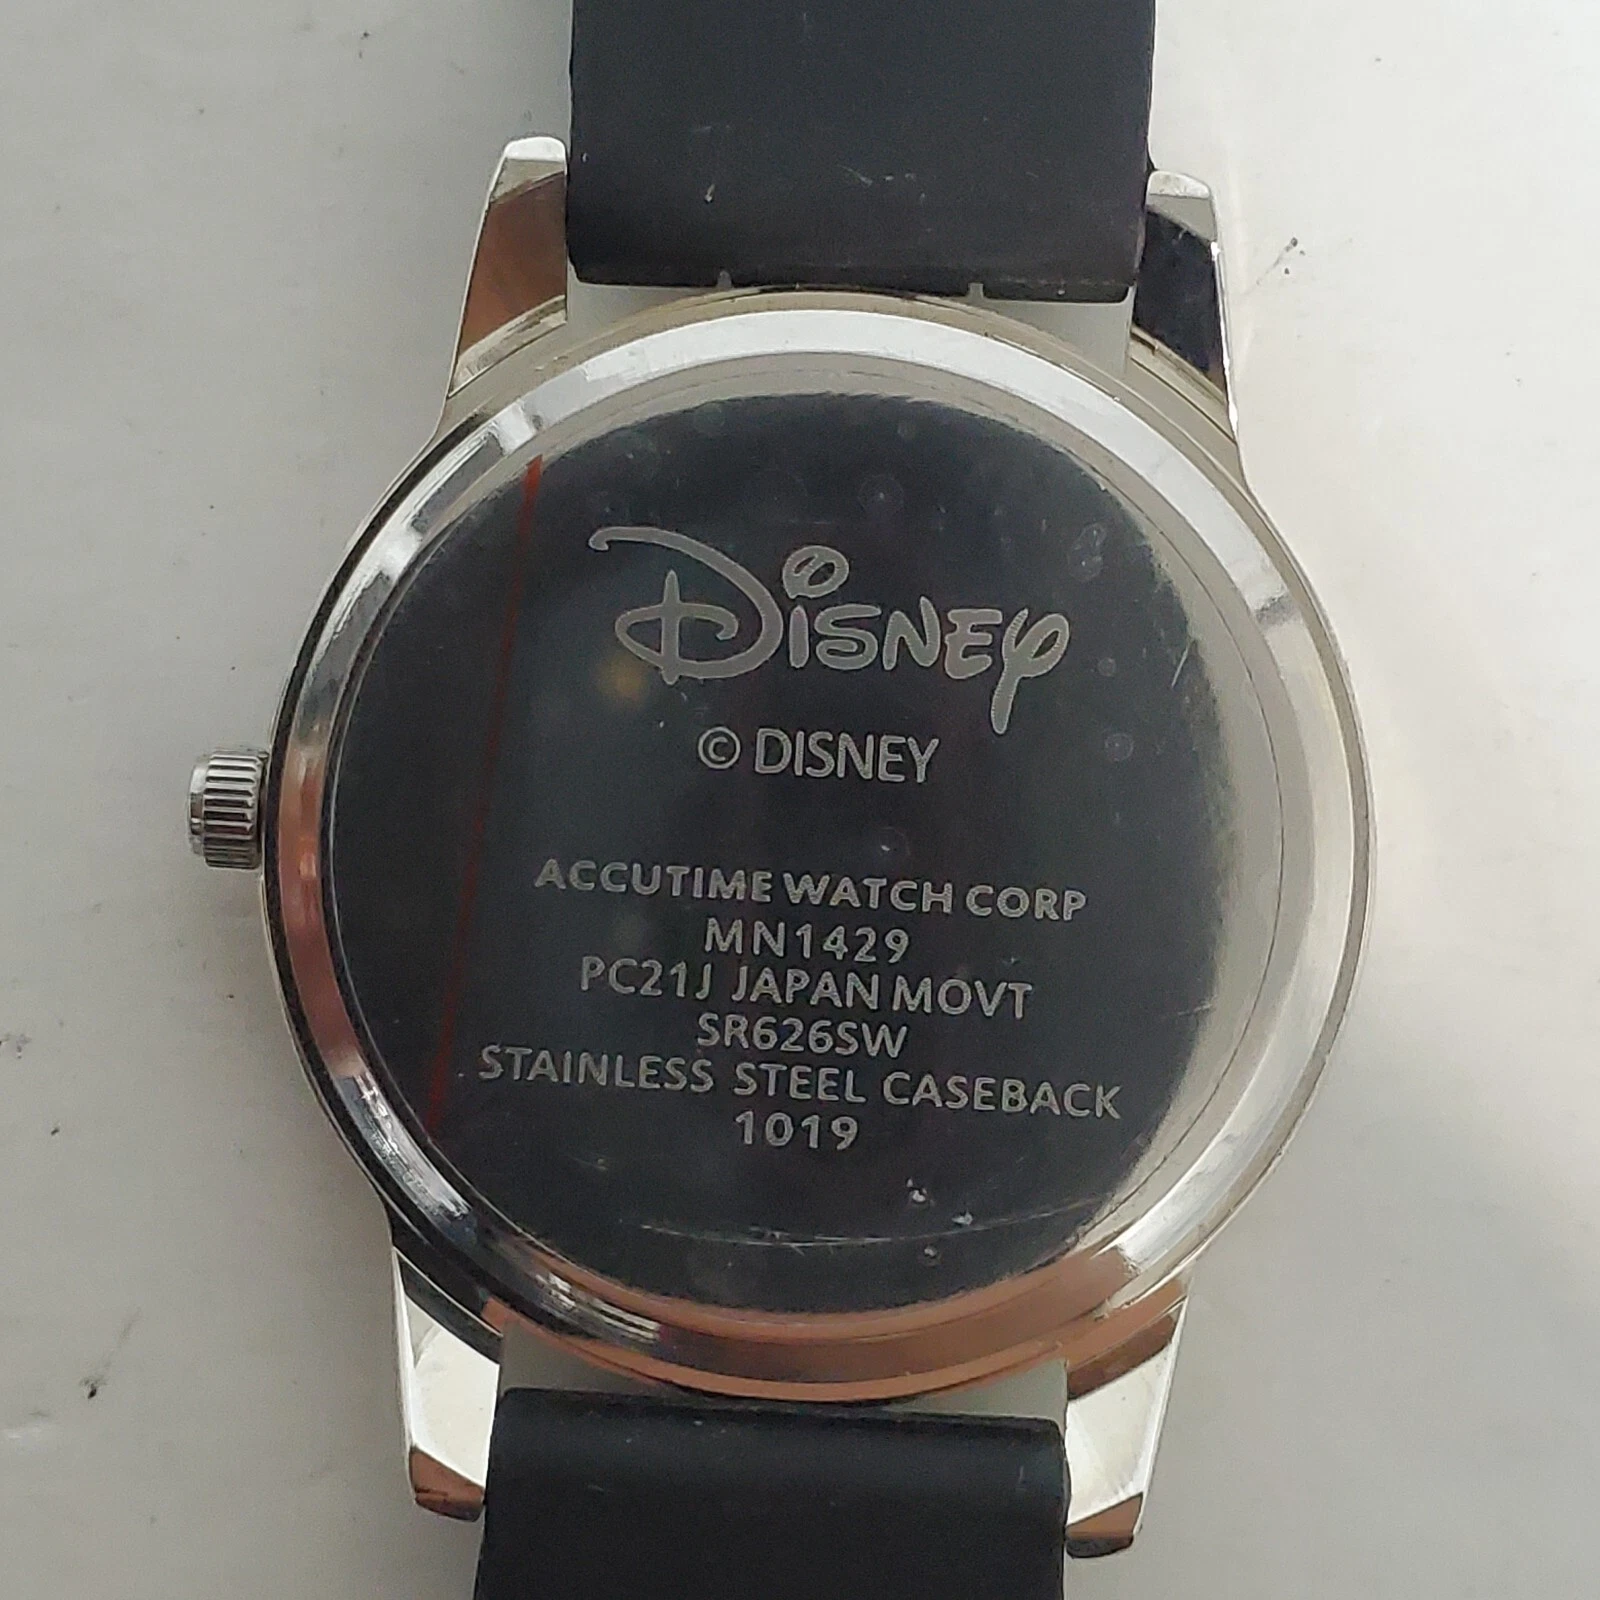 Disney
© DISNEY
ACCUTIME WATCH CORP
MN1429
PC21J JAPAN MOVT
SR626SW
STAINLESS STEEL CASEBACK
1019